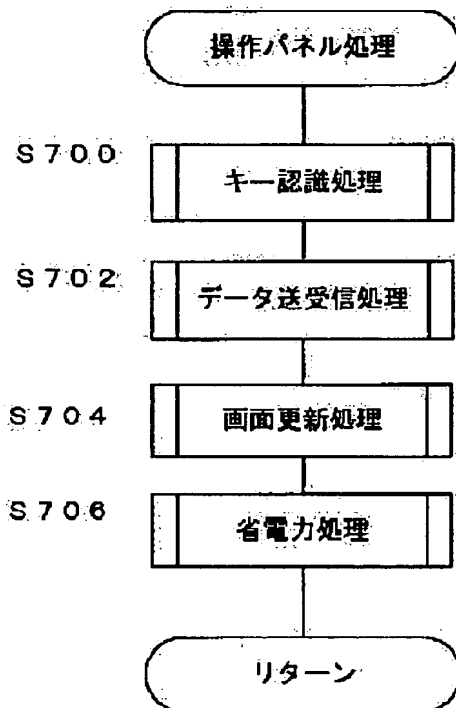 操作パネル処理
S700
キー認識処理
S702
データ送受信処理
S704
画面更新処理
S706
省電力処理
リターン